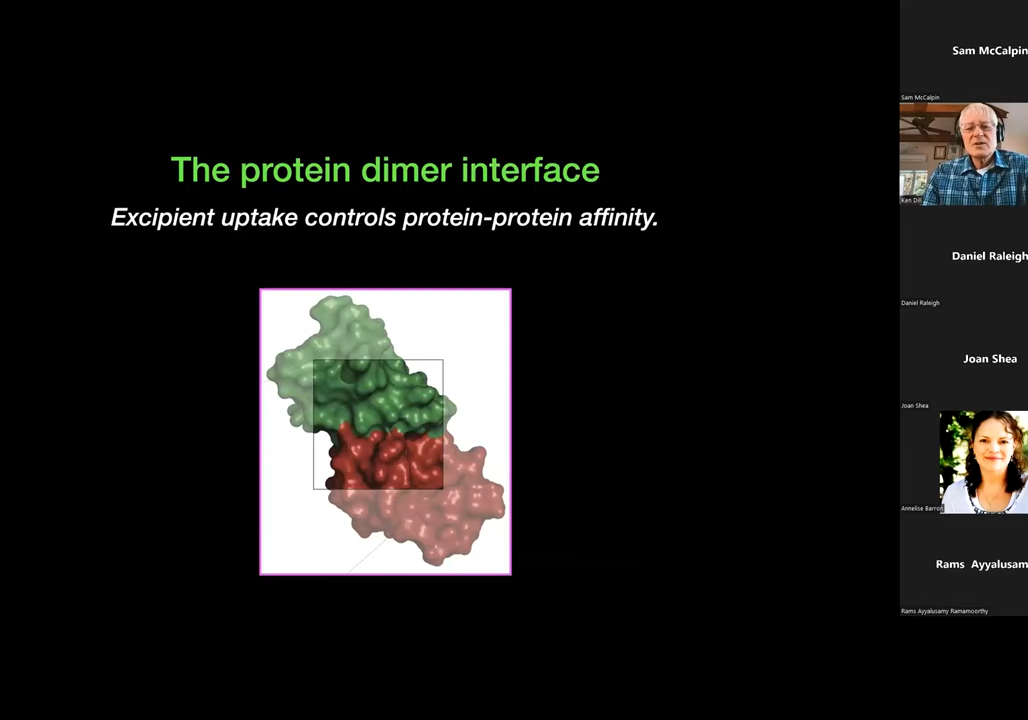 The protein dimer interface
Excipient uptake controls protein-protein affinity.
Sam McCalpin
Sam McCalpin
Ken Dill
Daniel Raleigh
Daniel Raleigh
Joan Shea
Joan Shea
Annelise Barron
Rams Ayyalusam
Rams Ayyalusamy Ramamoorthy